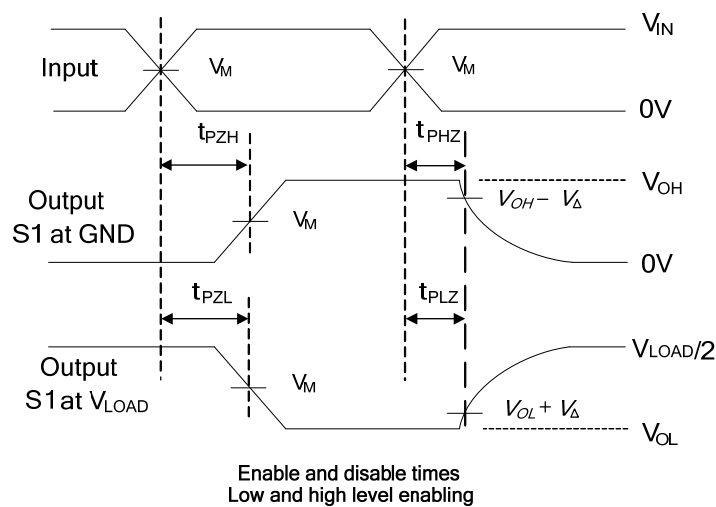 V_IN
Input
V_M
V_M
0V
t_PZH
t_PHZ
Output
S1 at GND
V_M
V_OH
V_OH – V_Δ
0V
t_PZL
t_PLZ
Output
S1 at V_LOAD
V_M
V_LOAD/2
V_OL + V_Δ
V_OL
Enable and disable times
Low and high level enabling